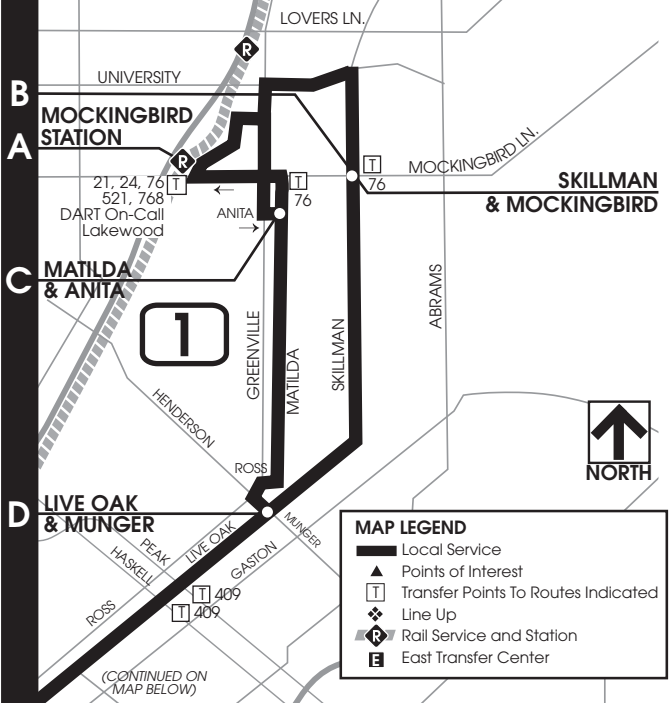 LOVERS LN.
R
UNIVERSITY
B
MOCKINGBIRD
STATION
A
R
MOCKINGBIRD LN.
T
76
21, 24, 76
521, 768
DART On-Call
Lakewood
T
T
76
SKILLMAN
& MOCKINGBIRD
ANITA
C
MATILDA
& ANITA
1
GREENVILLE
MATILDA
SKILLMAN
ABRAMS
HENDERSON
NORTH
ROSS
D
LIVE OAK
& MUNGER
MUNGER
LIVE OAK
PEAK
HASKELL
GASTON
ROSS
T 409
T 409
(CONTINUED ON
MAP BELOW)
MAP LEGEND
Local Service
Points of Interest
T Transfer Points To Routes Indicated
Line Up
R Rail Service and Station
E East Transfer Center